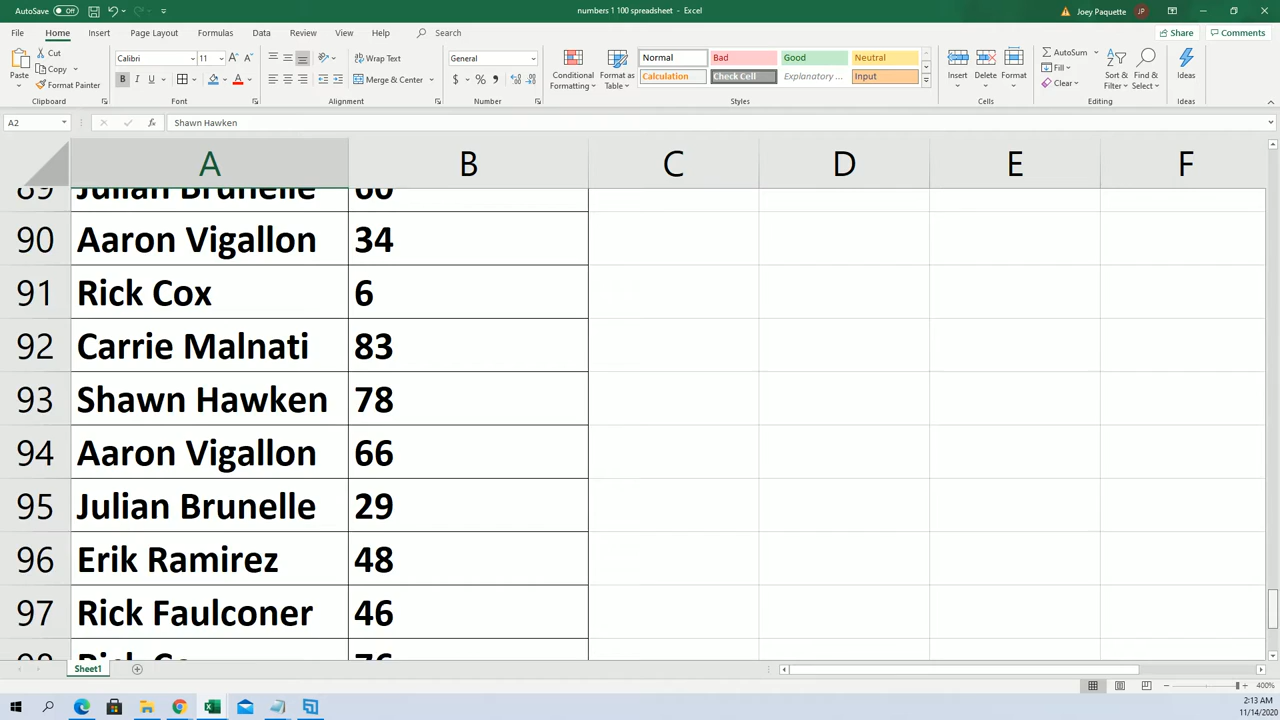 AutoSave Off numbers 1 100 spreadsheet - Excel Joey Paquette JP
File Home Insert Page Layout Formulas Data Review View Help Search Share Comments
Paste Cut Copy Format Painter Clipboard
Calibri 11 A A B I U A Font
Wrap Text Merge & Center Alignment
General $ % Number
Conditional Formatting Format as Table
Normal Bad Good Neutral
Calculation Check Cell Explanatory ... Input
Styles
Insert Delete Format Cells
AutoSum Fill Clear Sort & Filter Find & Select Editing
Ideas Ideas
A2 fx Shawn Hawken
A B C D E F
89 Julian Brunelle 60
90 Aaron Vigallon 34
91 Rick Cox 6
92 Carrie Malnati 83
93 Shawn Hawken 78
94 Aaron Vigallon 66
95 Julian Brunelle 29
96 Erik Ramirez 48
97 Rick Faulconer 46
Sheet1
400%
2:13 AM
11/14/2020